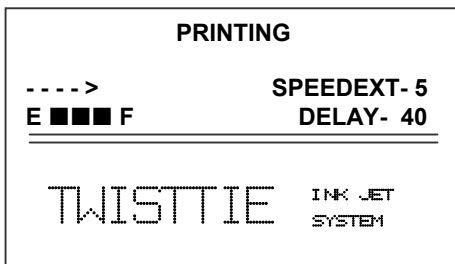 PRINTING
- - - - > SPEEDEXT- 5
E ■■■ F DELAY- 40
TWISTTIE INK JET
SYSTEM